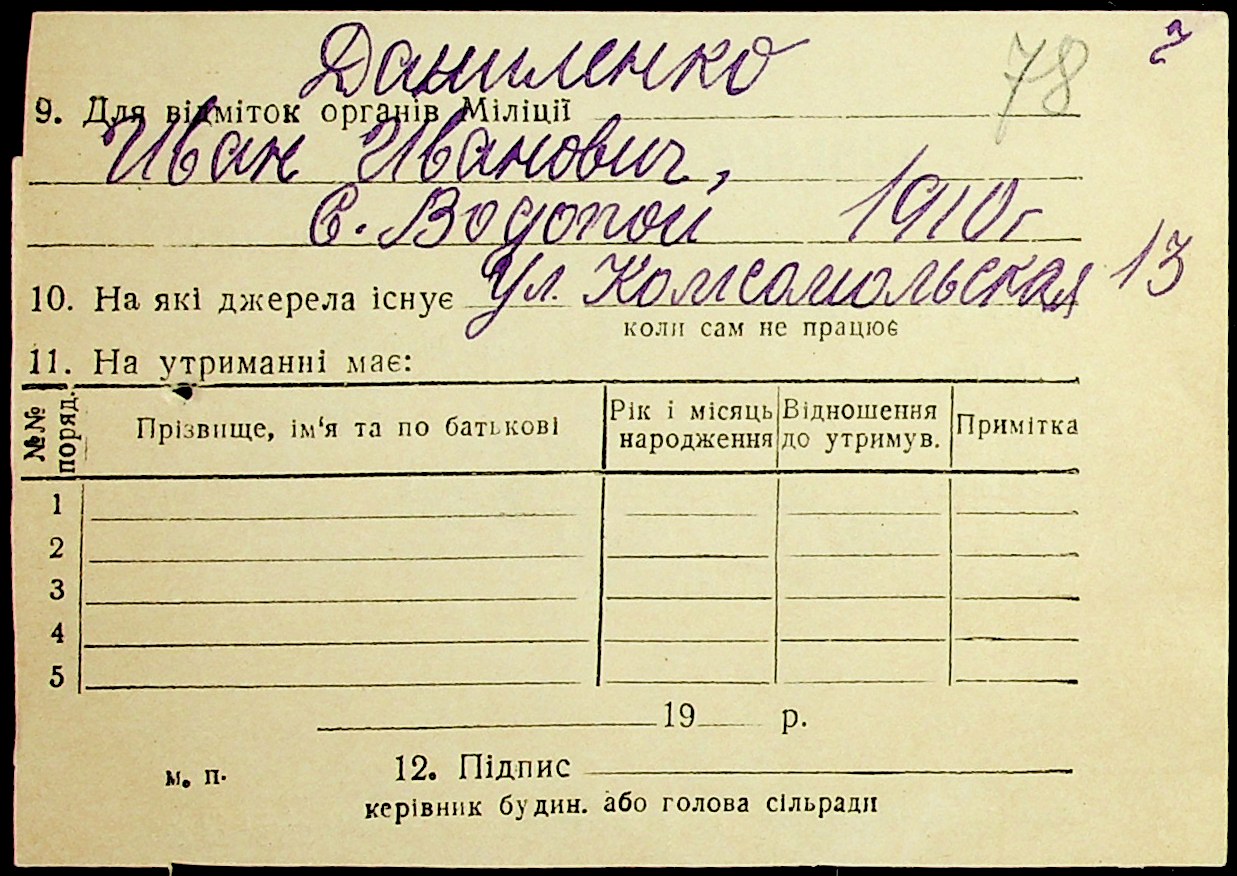 Даниленко 78
9. Для відміток органів Міліції
Иван Иванович,
с. Водопой 1910 г
Ул. Комсомольская 13
10. На які джерела існує
коли сам не працює
11. На утриманні має:
№№ поряд. Прізвище, ім'я та по батькові Рік і місяць народження Відношення до утримув. Примітка
1
2
3
4
5
19 р.
м. п. 12. Підпис
керівник будин. або голова сільради